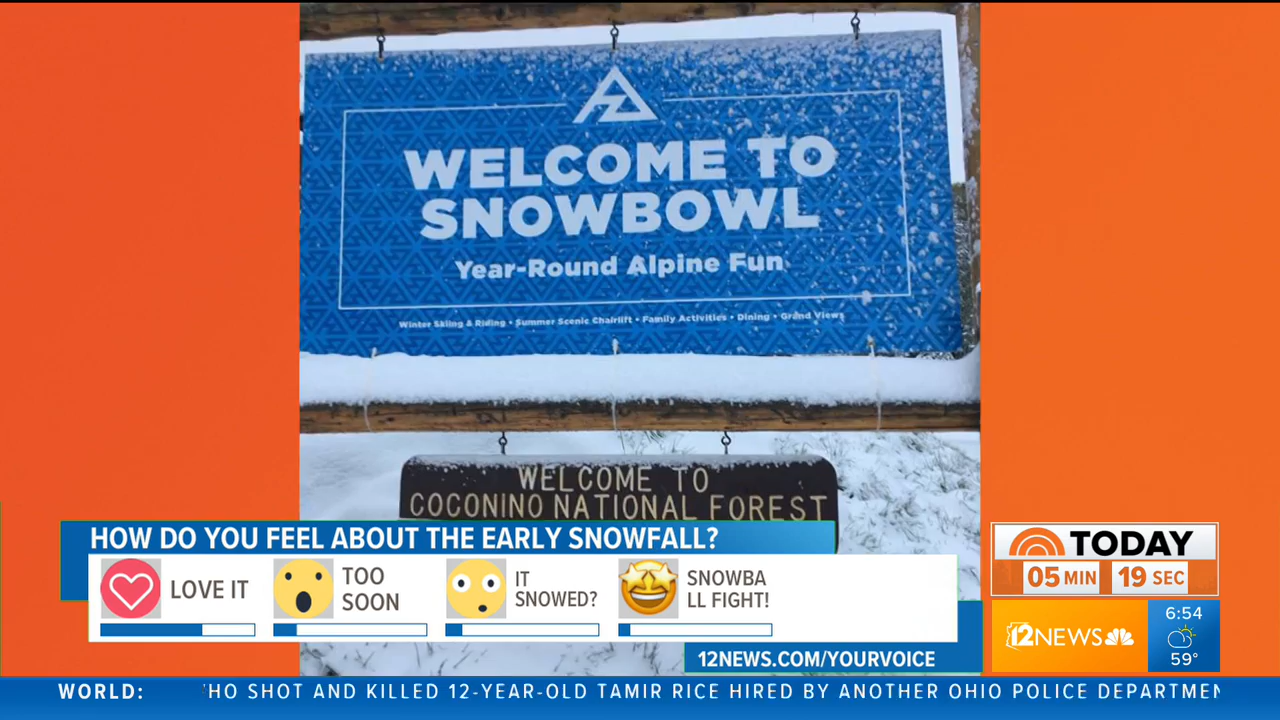 WELCOME TO
SNOWBOWL
Year-Round Alpine Fun
Winter Skiing & Riding • Summer Scenic Chairlift • Family Activities • Dining • Grand Views
WELCOME TO
COCONINO NATIONAL FOREST
HOW DO YOU FEEL ABOUT THE EARLY SNOWFALL?
LOVE IT
TOO
SOON
IT
SNOWED?
SNOWBA
LL FIGHT!
12NEWS.COM/YOURVOICE
TODAY
05 MIN 19 SEC
12NEWS
6:54
59°
WORLD: HO SHOT AND KILLED 12-YEAR-OLD TAMIR RICE HIRED BY ANOTHER OHIO POLICE DEPARTMEN